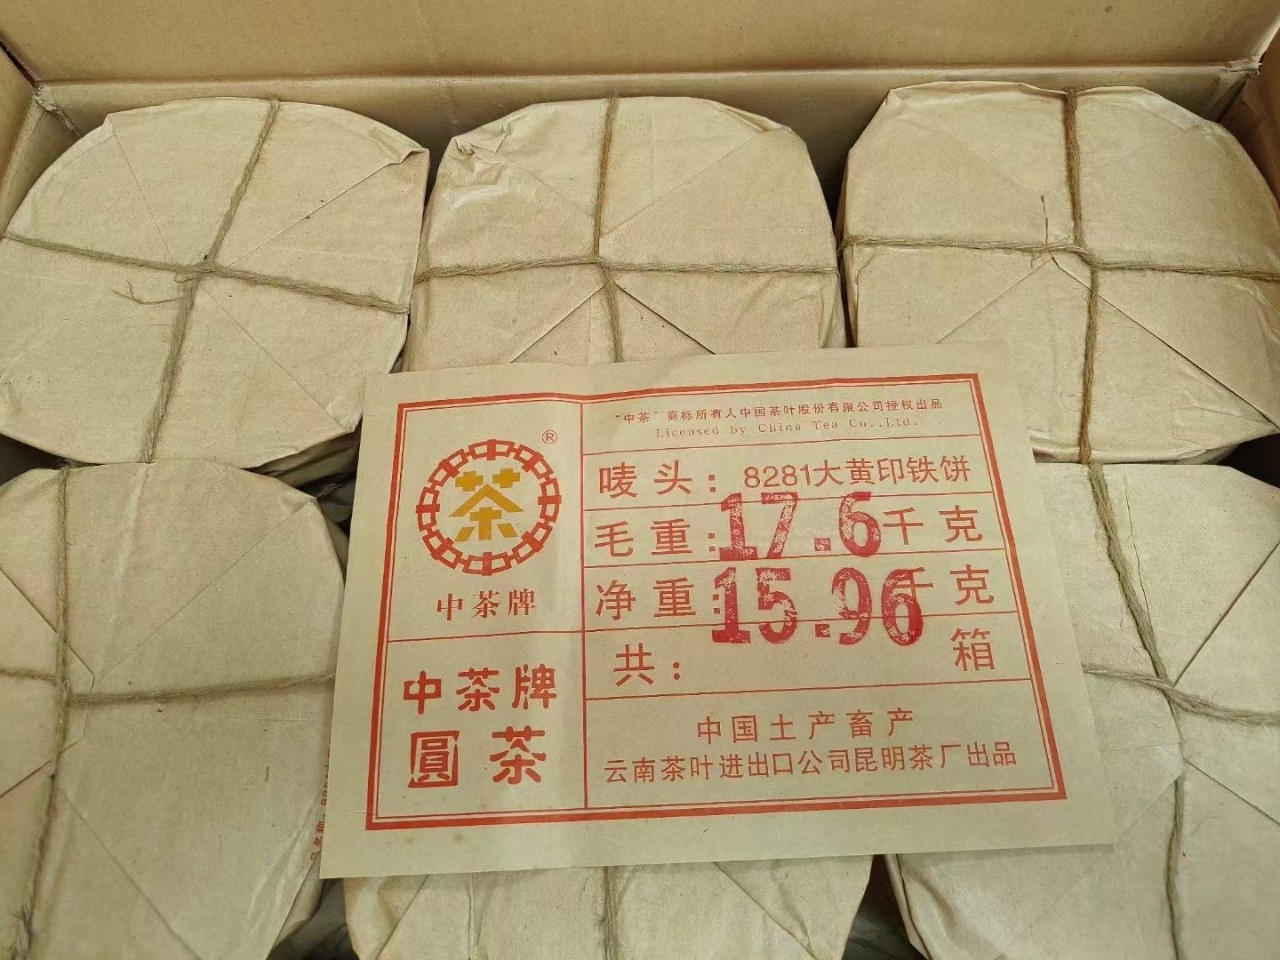 ®
茶
中茶牌
中茶牌
圓茶
"中茶"商标所有人中国茶叶股份有限公司授权出品
Licensed by China Tea Co.,Ltd.
唛头：8281大黄印铁饼
毛重：17.6千克
净重：15.96千克
共： 箱
中国土产畜产
云南茶叶进出口公司昆明茶厂出品